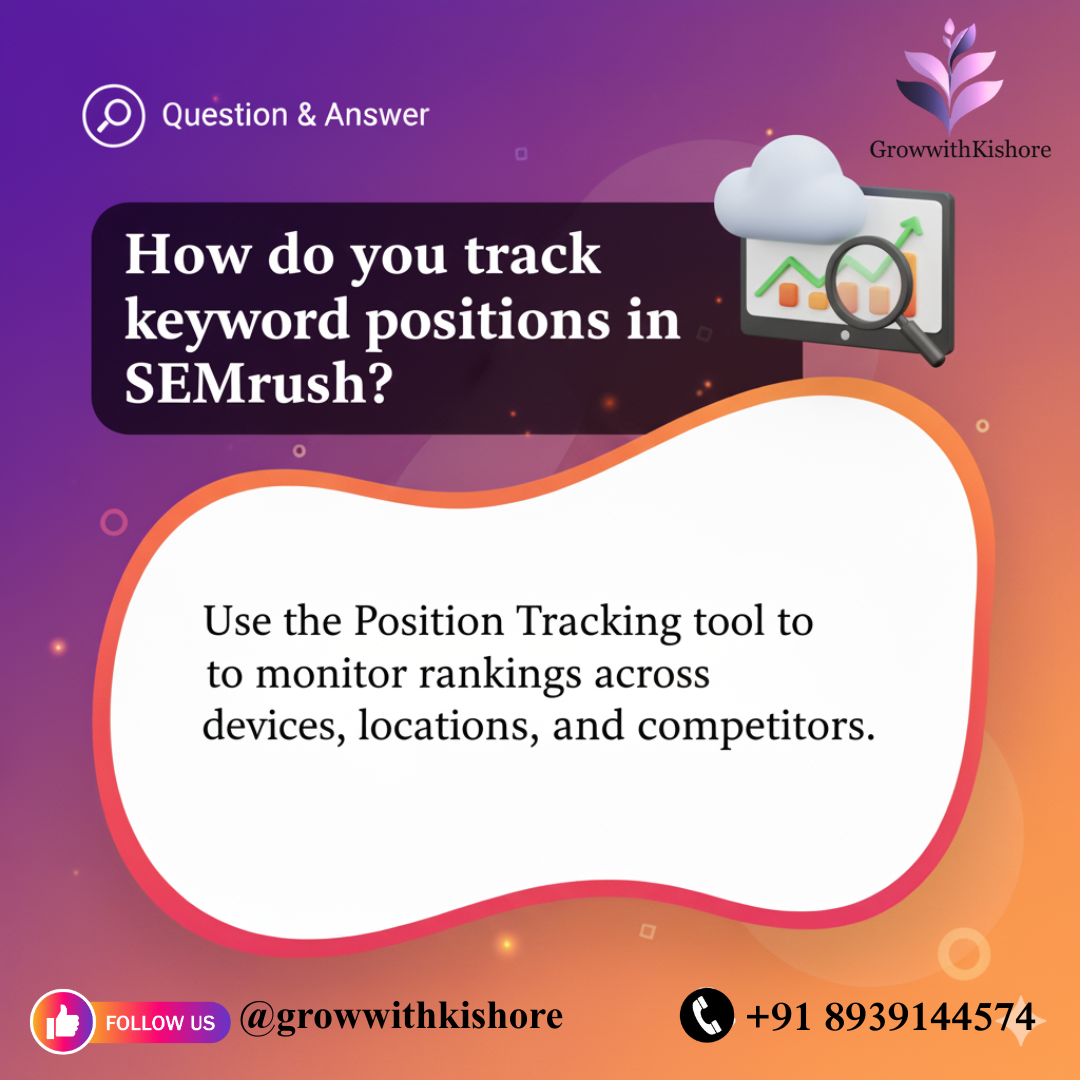 Question & Answer
GrowwithKishore
How do you track
keyword positions in
SEMrush?
Use the Position Tracking tool to
to monitor rankings across
devices, locations, and competitors.
FOLLOW US @growwithkishore
+91 8939144574